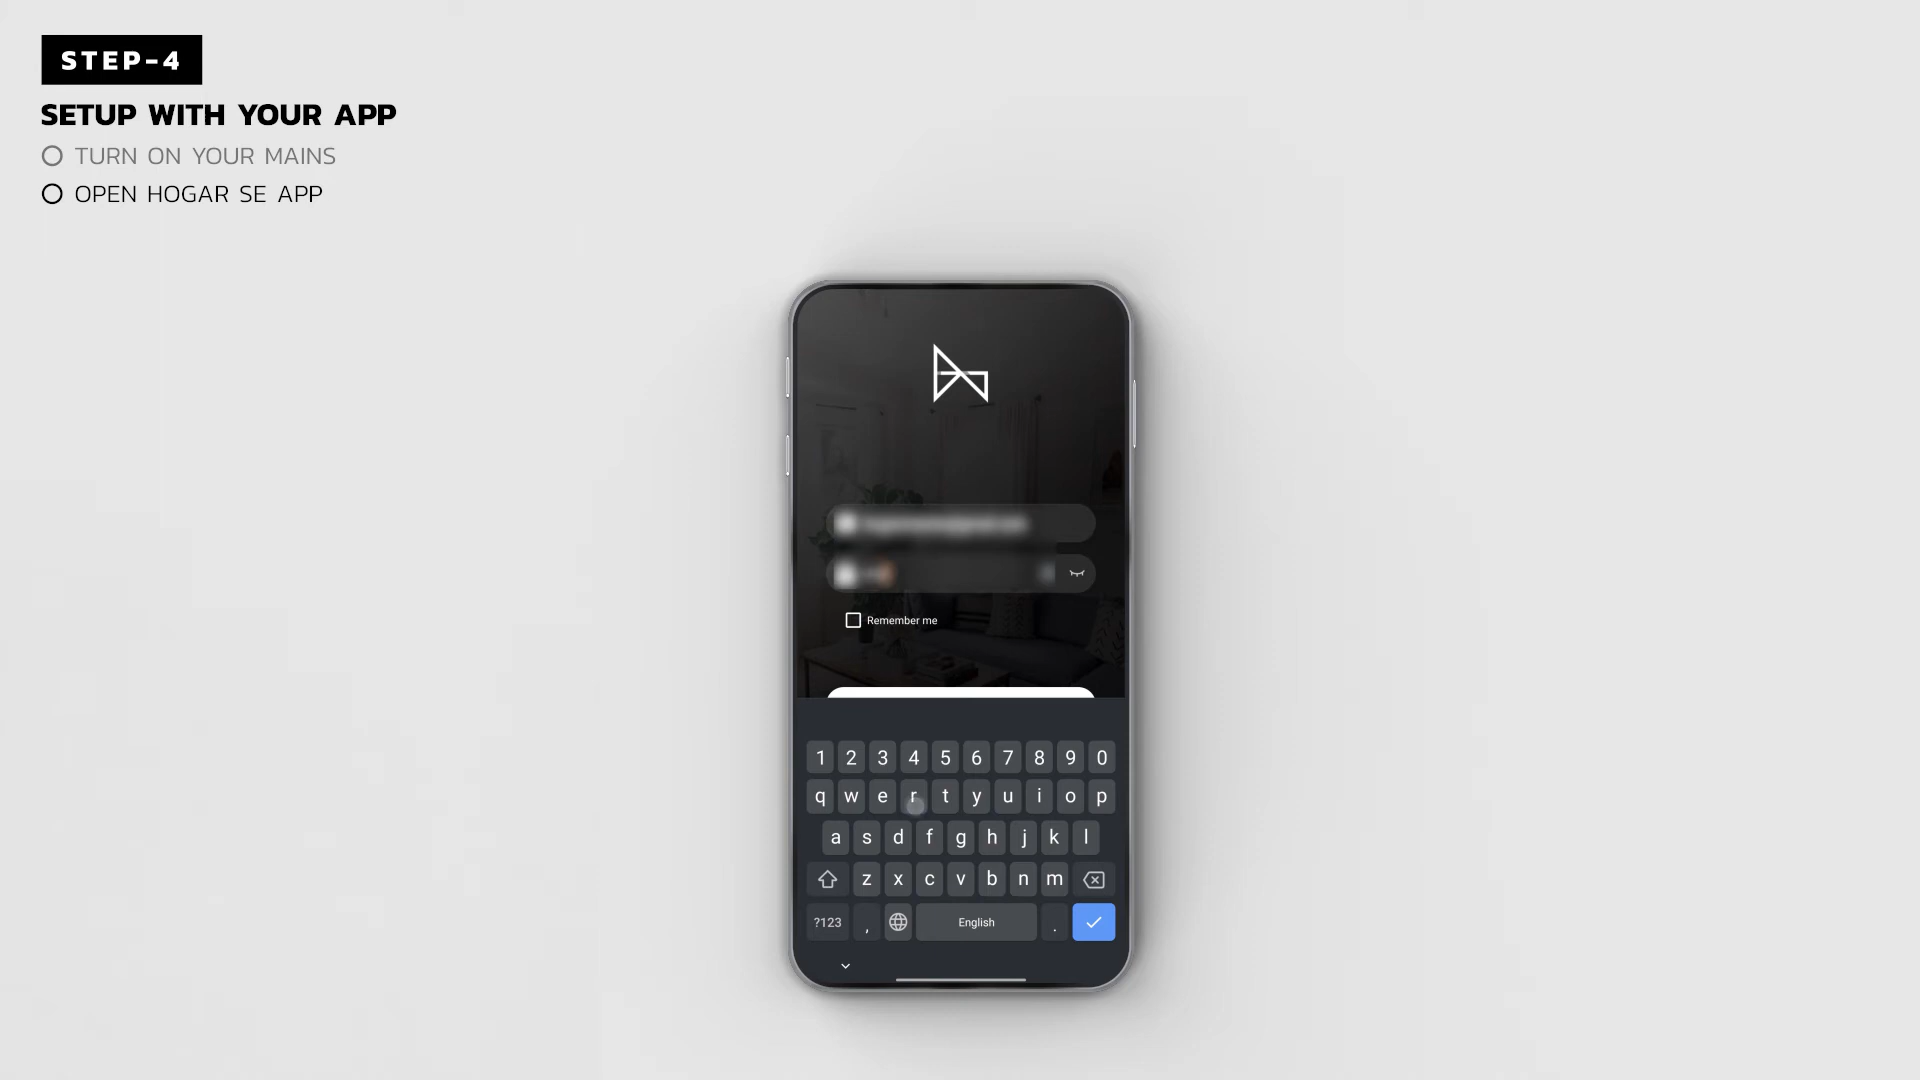 STEP-4
SETUP WITH YOUR APP
TURN ON YOUR MAINS
OPEN HOGAR SE APP
Remember me
1 2 3 4 5 6 7 8 9 0
q w e r t y u i o p
a s d f g h j k l
z x c v b n m
?123 , English .